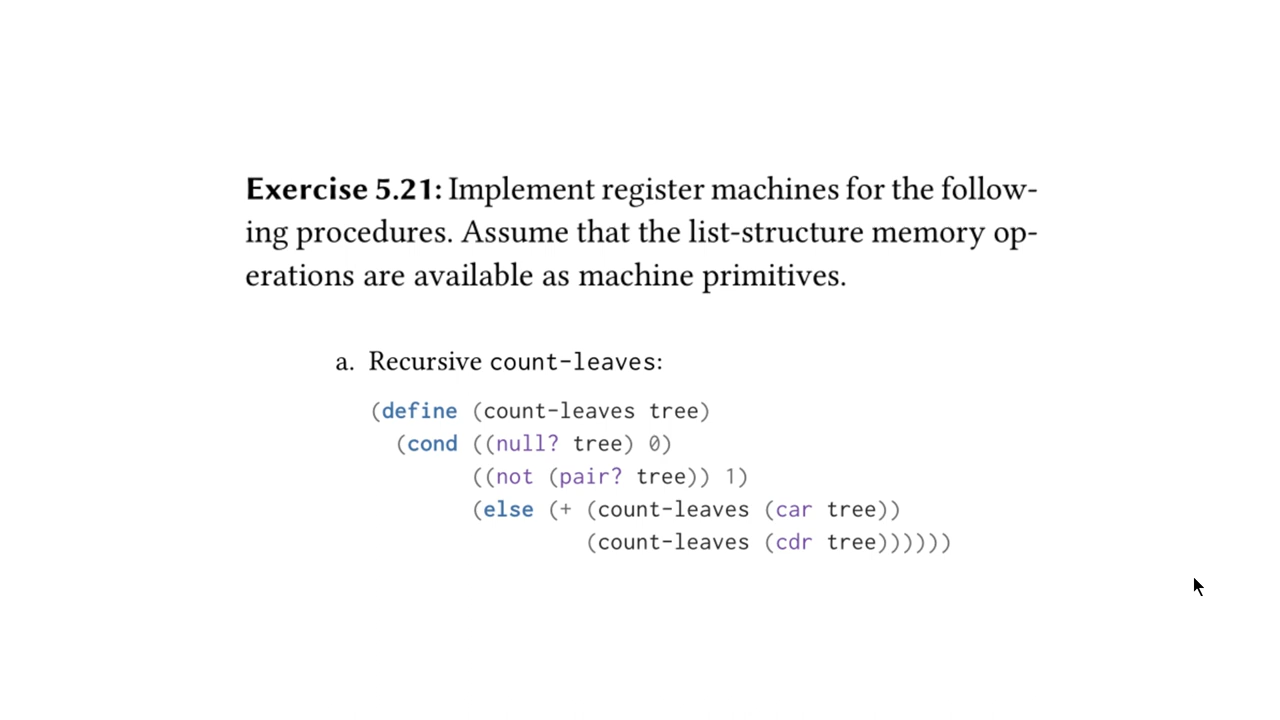 Exercise 5.21: Implement register machines for the follow-
ing procedures. Assume that the list-structure memory op-
erations are available as machine primitives.
a. Recursive count-leaves:
(define (count-leaves tree)
(cond ((null? tree) 0)
((not (pair? tree)) 1)
(else (+ (count-leaves (car tree))
(count-leaves (cdr tree))))))